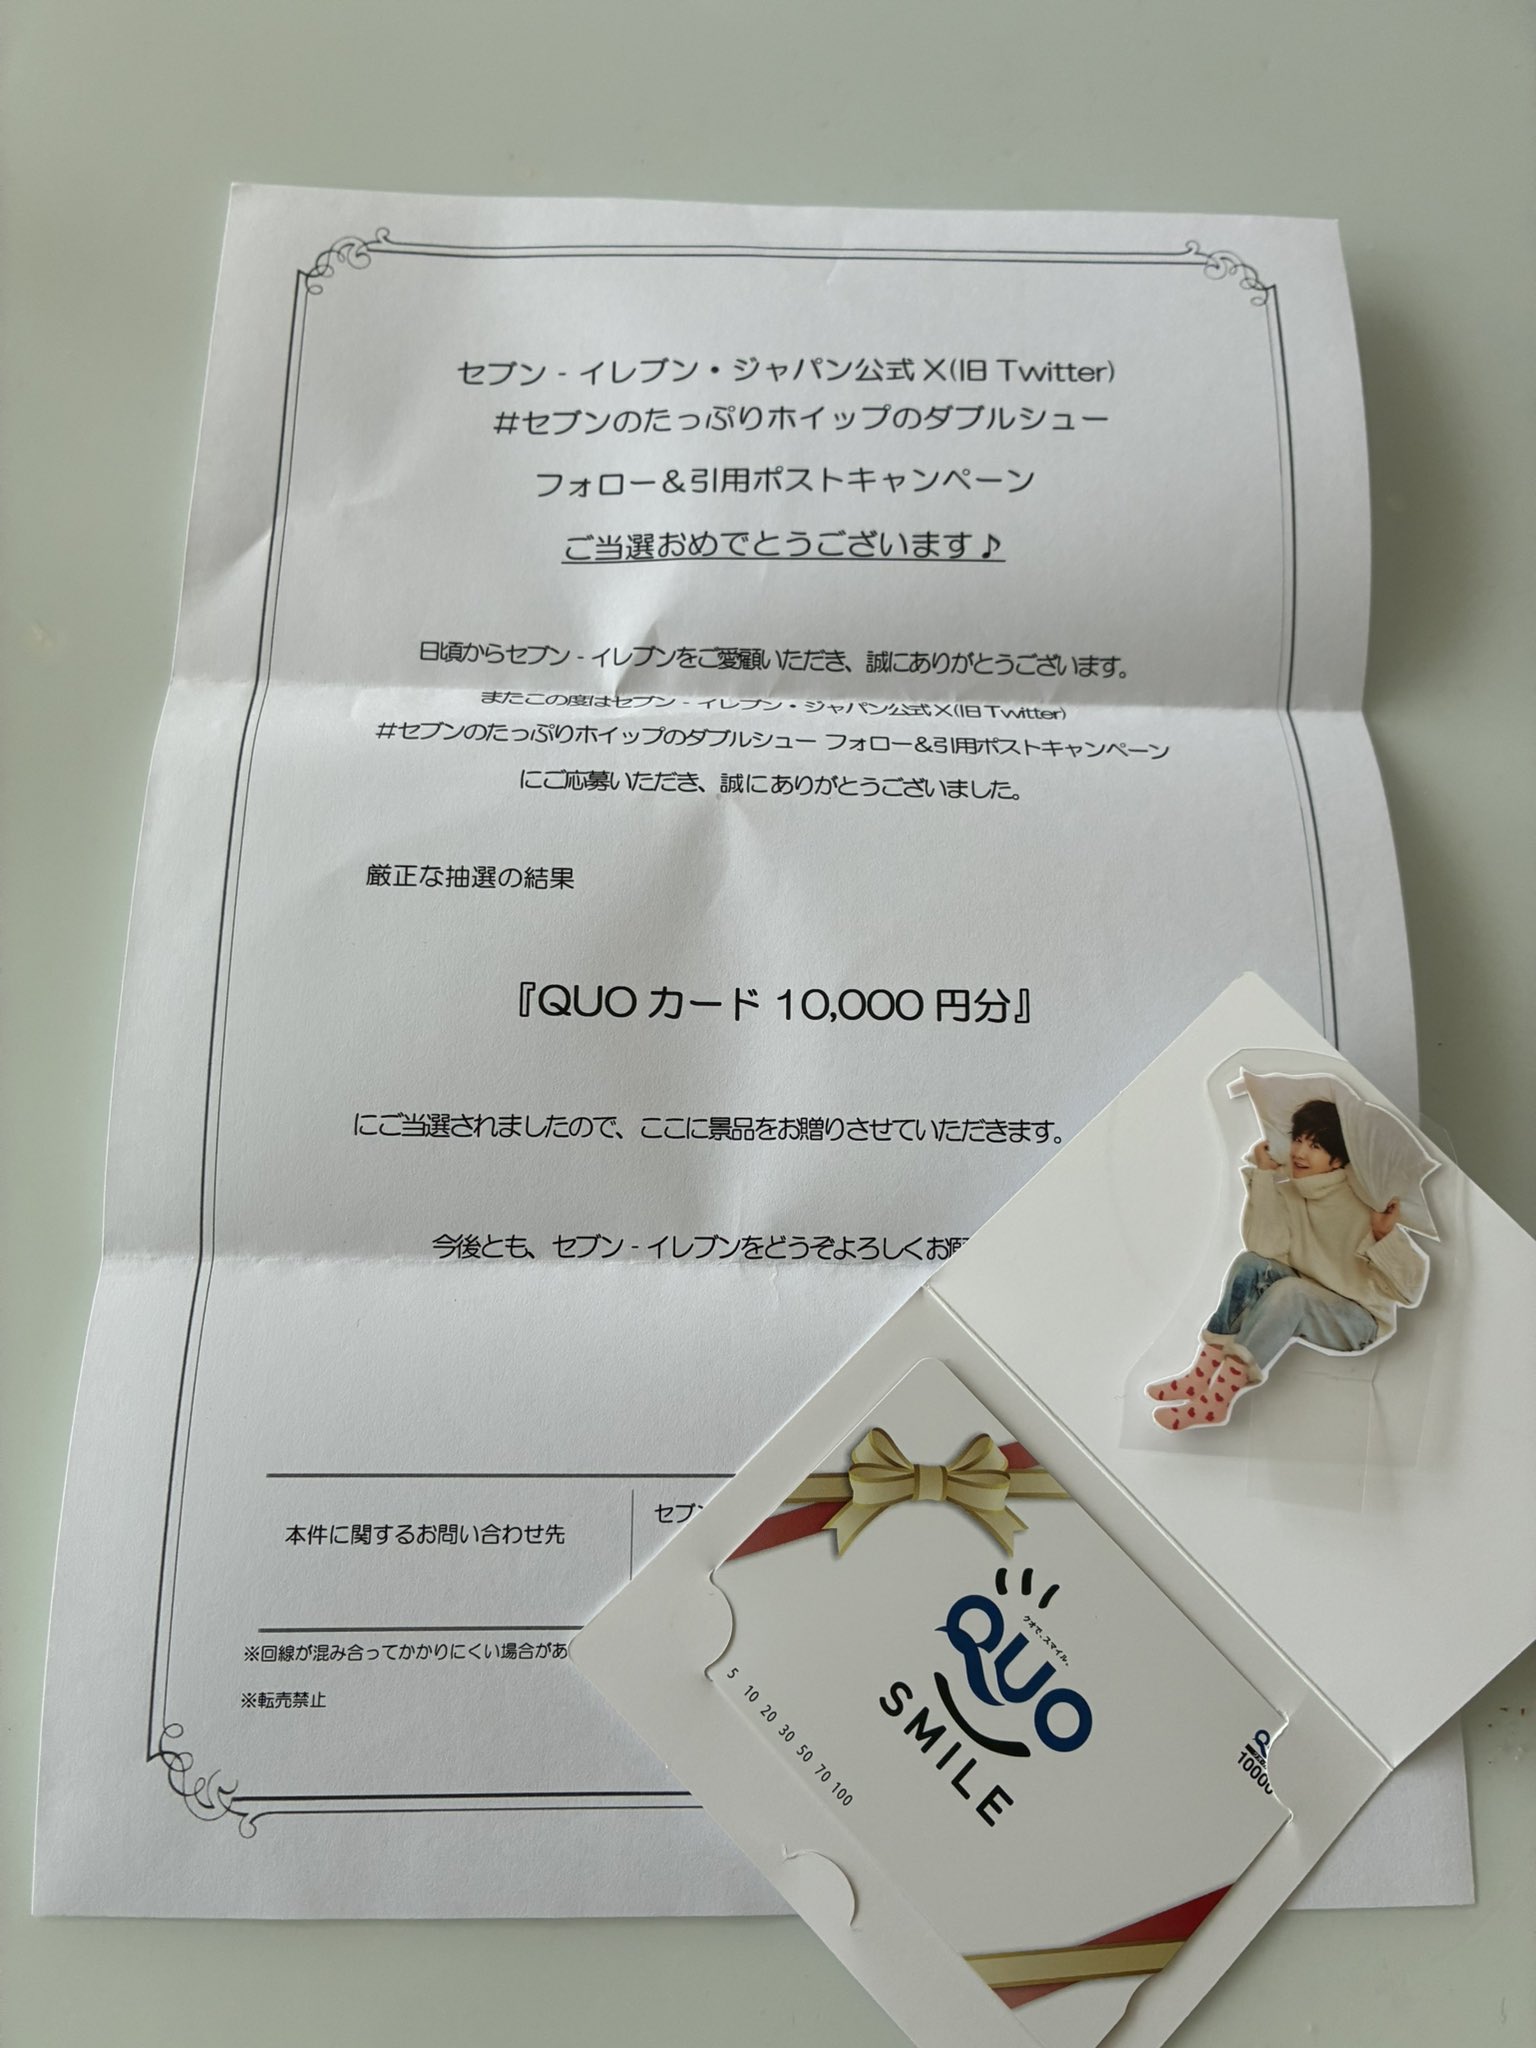 セブン‐イレブン・ジャパン公式X(旧 Twitter)
＃セブンのたっぷりホイップのダブルシュー
フォロー＆引用ポストキャンペーン
ご当選おめでとうございます♪
日頃からセブン‐イレブンをご愛顧いただき、誠にありがとうございます。
またこの度はセブン‐イレブン・ジャパン公式X(旧 Twitter)
＃セブンのたっぷりホイップのダブルシュー フォロー＆引用ポストキャンペーン
にご応募いただき、誠にありがとうございました。
厳正な抽選の結果
『QUO カード 10,000 円分』
にご当選されましたので、ここに景品をお贈りさせていただきます。
今後とも、セブン‐イレブンをどうぞよろしくお願
本件に関するお問い合わせ先
セブン
※回線が混み合ってかかりにくい場合があ
※転売禁止
クオで、スマイル。
QUO
SMILE
5 10 20 30 50 70 100
10000